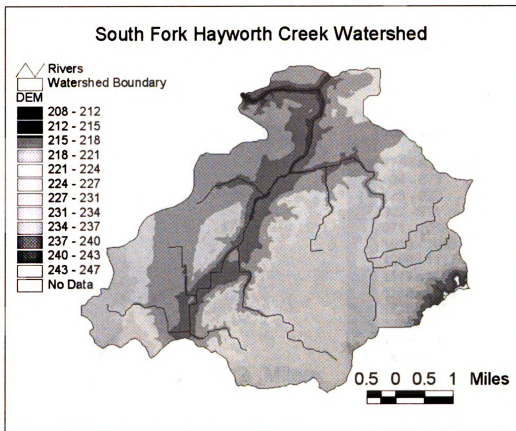 South Fork Hayworth Creek Watershed
Rivers
Watershed Boundary
DEM
208 - 212
212 - 215
215 - 218
218 - 221
221 - 224
224 - 227
227 - 231
231 - 234
234 - 237
237 - 240
240 - 243
243 - 247
No Data
0.5 0 0.5 1 Miles